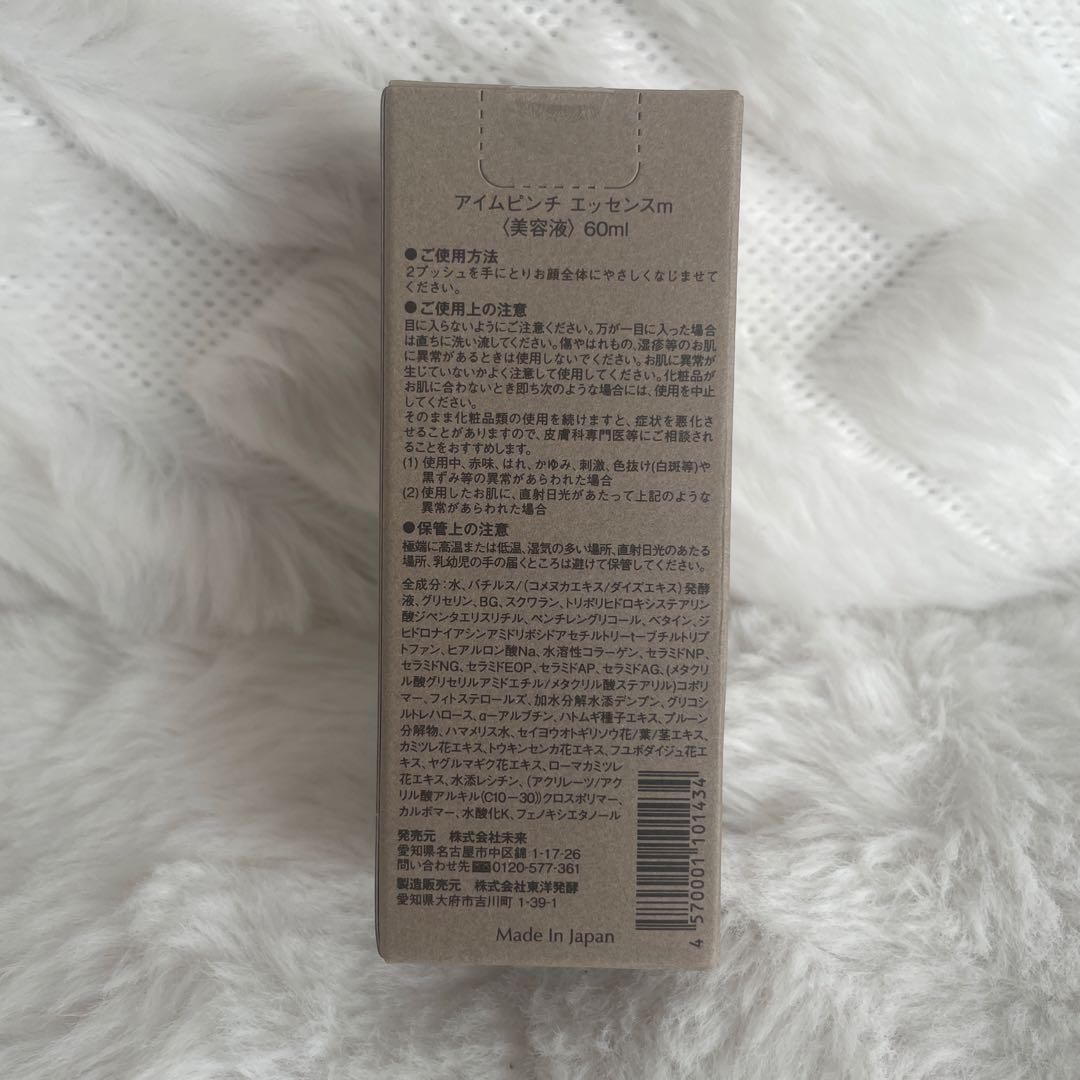 アイムピンチ エッセンスm
〈美容液〉60ml
●ご使用方法
2プッシュを手にとりお顔全体にやさしくなじませて
ください。
●ご使用上の注意
目に入らないようにご注意ください。万が一目に入った場合
は直ちに洗い流してください。傷やはれもの、湿疹等のお肌
に異常があるときは使用しないでください。お肌に異常が
生じていないかよく注意して使用してください。化粧品が
お肌に合わないとき即ち次のような場合には、使用を中止
してください。
そのまま化粧品類の使用を続けますと、症状を悪化さ
せることがありますので、皮膚科専門医等にご相談され
ることをおすすめします。
(1) 使用中、赤味、はれ、かゆみ、刺激、色抜け(白斑等)や
黒ずみ等の異常があらわれた場合
(2) 使用したお肌に、直射日光があたって上記のような
異常があらわれた場合
●保管上の注意
極端に高温または低温、湿気の多い場所、直射日光のあたる
場所、乳幼児の手の届くところは避けて保管してください。
全成分：水、バチルス/(コメヌカエキス/ダイズエキス)発酵
液、グリセリン、BG、スクワラン、トリポリヒドロキシステアリン
酸ジペンタエリスリチル、ペンチレングリコール、ベタイン、ジ
ヒドロナイアシンアミドリボシドアセチルトリーセーブチルトリプ
トファン、ヒアルロン酸Na、水溶性コラーゲン、セラミドNP、
セラミドNG、セラミドEOP、セラミドAP、セラミドAG、(メタクリ
ル酸グリセリルアミドエチル/メタクリル酸ステアリル)コポリ
マー、フィトステロールズ、加水分解水添デンプン、グリコシ
ルトレハロース、α－アルブチン、ハトムギ種子エキス、プルーン
分解物、ハマメリス水、セイヨウオトギリソウ花/葉/茎エキス、
カミツレ花エキス、トウキンセンカ花エキス、フユボダイジュ花エ
キス、ヤグルマギク花エキス、ローマカミツレ
花エキス、水添レシチン、(アクリレーツ/アク
リル酸アルキル(C10－30))クロスポリマー、
カルボマー、水酸化K、フェノキシエタノール
発売元 株式会社未来
愛知県名古屋市中区錦 1-17-26
問い合わせ先 0120-577-361
製造販売元 株式会社東洋発酵
愛知県大府市吉川町 1-39-1
Made In Japan
4 570001 101434